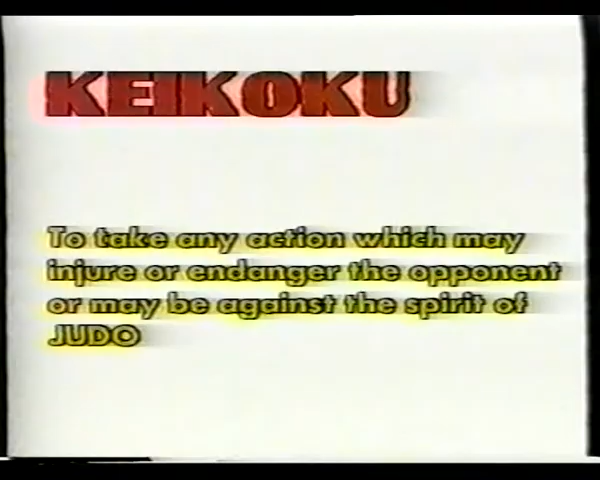 KEIKOKU
To take any action which may
injure or endanger the opponent
or may be against the spirit of
JUDO